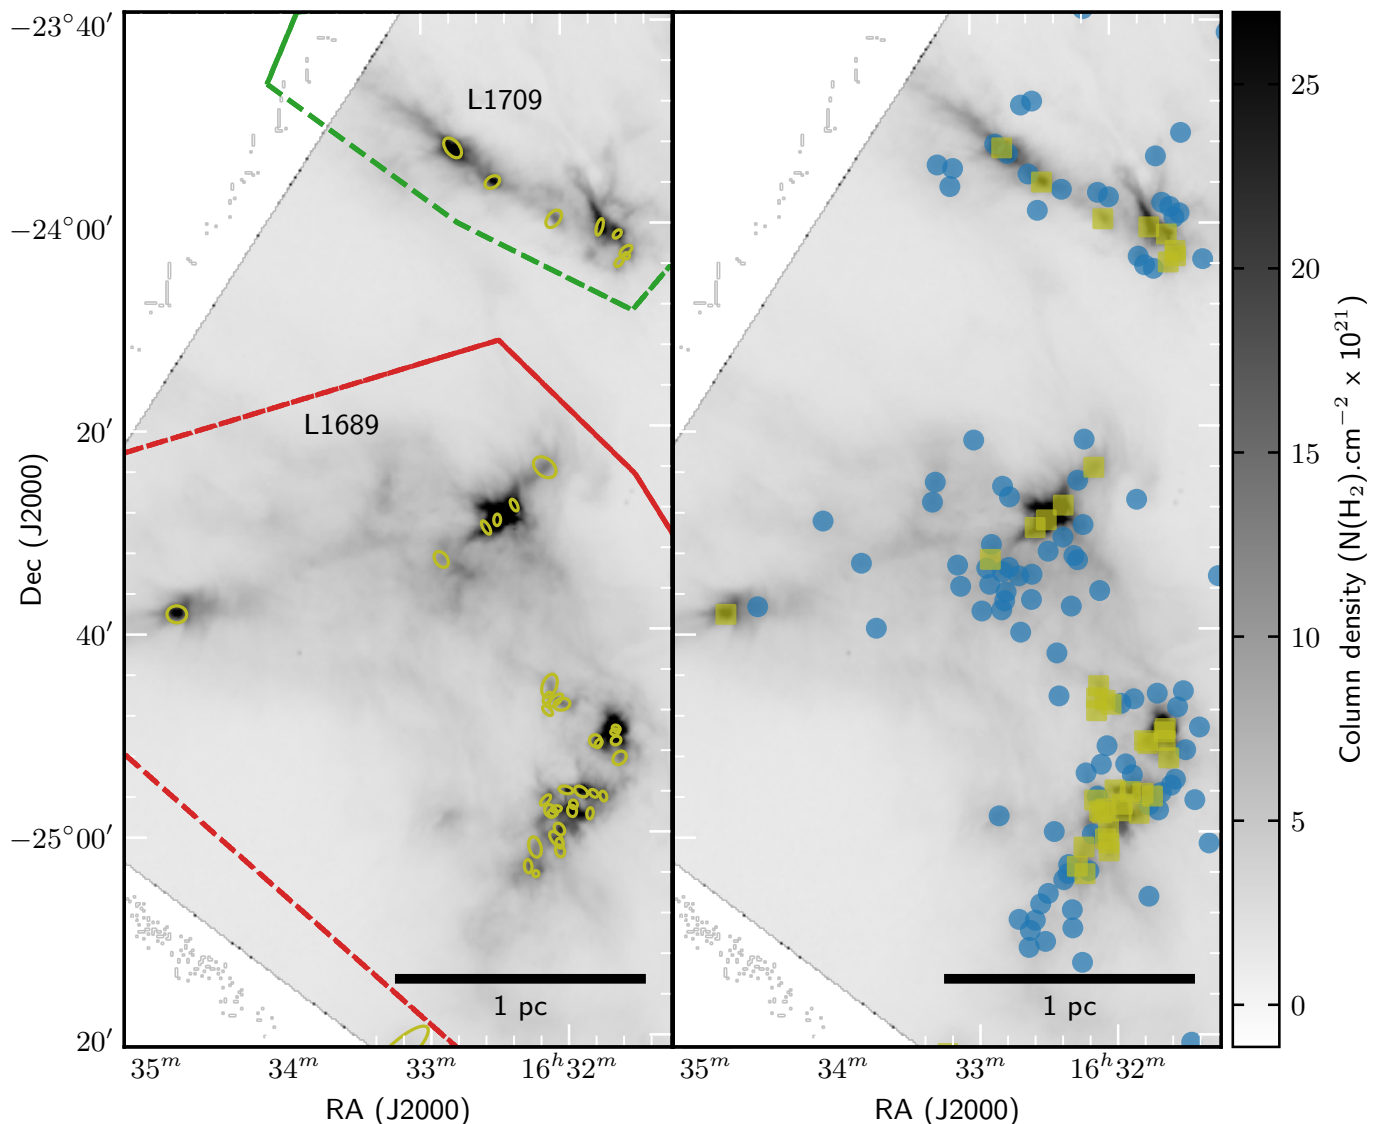 −23°40′
−24°00′
20′
40′
−25°00′
20′
Dec (J2000)
L1709
L1689
1 pc
1 pc
35ᵐ
34ᵐ
33ᵐ
16ʰ32ᵐ
35ᵐ
34ᵐ
33ᵐ
16ʰ32ᵐ
RA (J2000)
RA (J2000)
25
20
15
10
5
0
Column density (N(H₂).cm⁻² x 10²¹)